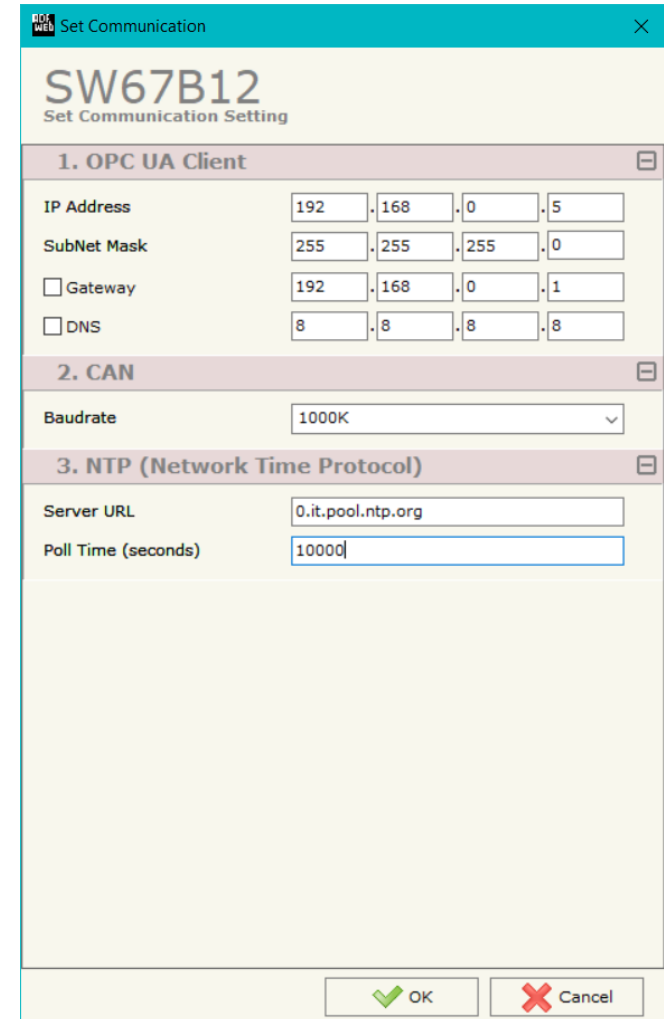 ADF WEB Set Communication
SW67B12
Set Communication Setting
1. OPC UA Client
IP Address 192 . 168 . 0 . 5
SubNet Mask 255 . 255 . 255 . 0
Gateway 192 . 168 . 0 . 1
DNS 8 . 8 . 8 . 8
2. CAN
Baudrate 1000K
3. NTP (Network Time Protocol)
Server URL 0.it.pool.ntp.org
Poll Time (seconds) 10000
OK Cancel